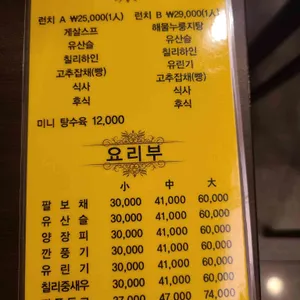 런치 A ₩25,000(1人) 런치 B ₩29,000(1人)
게살스프 해물누룽지탕
유산슬 유산슬
칠리하인 칠리하인
고추잡채(빵) 유린기
식사 고추잡채(빵)
후식 식사
후식
미니 탕수육 12,000
요리부
小 中 大
팔보채 30,000 41,000 60,000
유산슬 30,000 41,000 60,000
양장피 30,000 41,000 60,000
깐풍기 30,000 41,000 60,000
유린기 30,000 41,000 60,000
칠리중새우 30,000 41,000 60,000
37,000 47,000 74,000